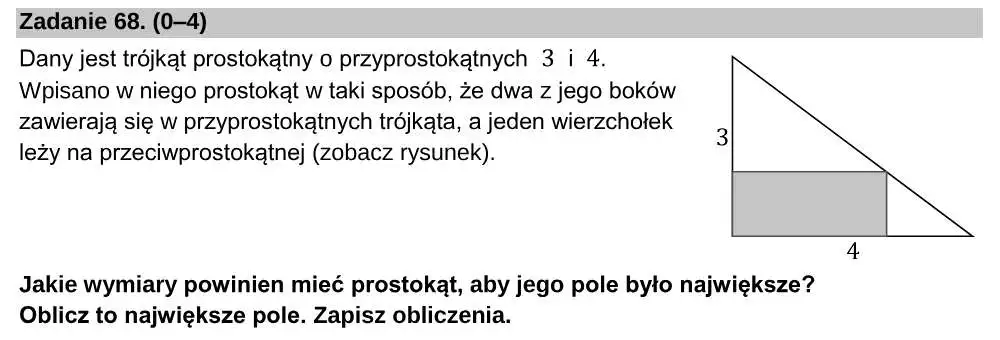 Zadanie 68. (0–4)
Dany jest trójkąt prostokątny o przyprostokątnych 3 i 4.
Wpisano w niego prostokąt w taki sposób, że dwa z jego boków
zawierają się w przyprostokątnych trójkąta, a jeden wierzchołek
leży na przeciwprostokątnej (zobacz rysunek).
3
4
Jakie wymiary powinien mieć prostokąt, aby jego pole było największe?
Oblicz to największe pole. Zapisz obliczenia.